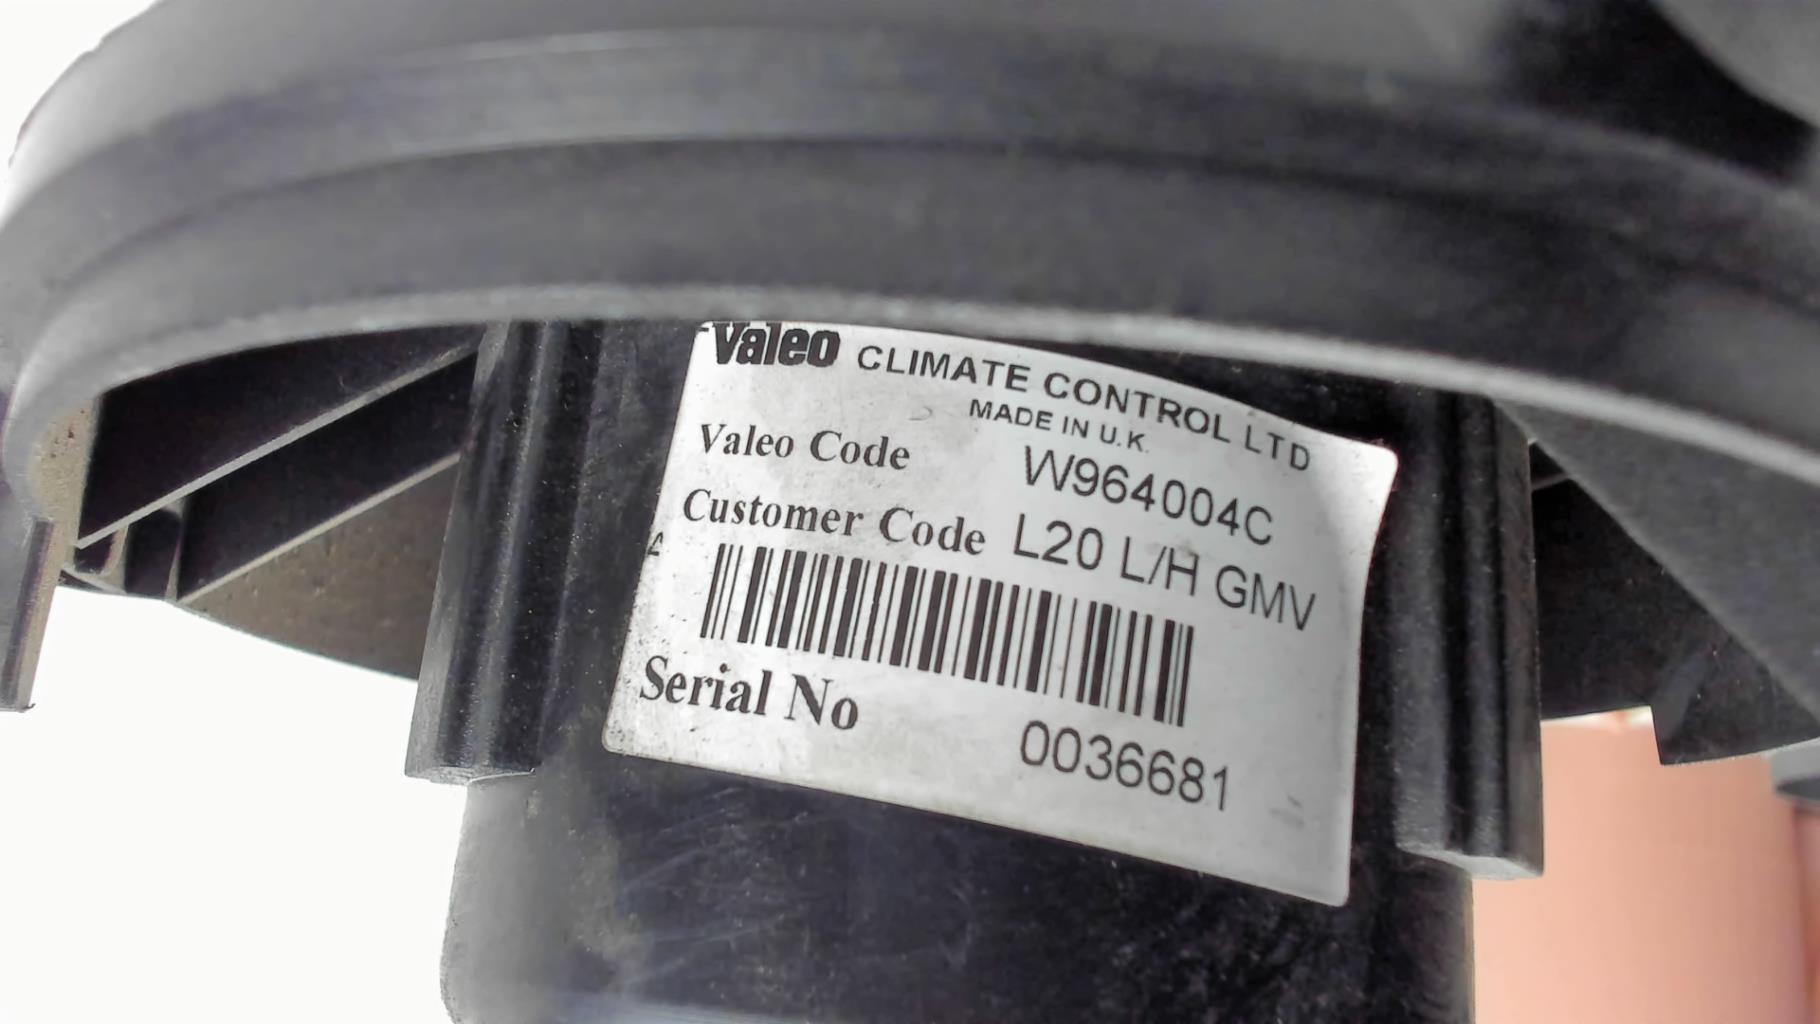 Valeo CLIMATE CONTROL LTD
MADE IN U.K.
Valeo Code W964004C
Customer Code L20 L/H GMV
Serial No 0036681